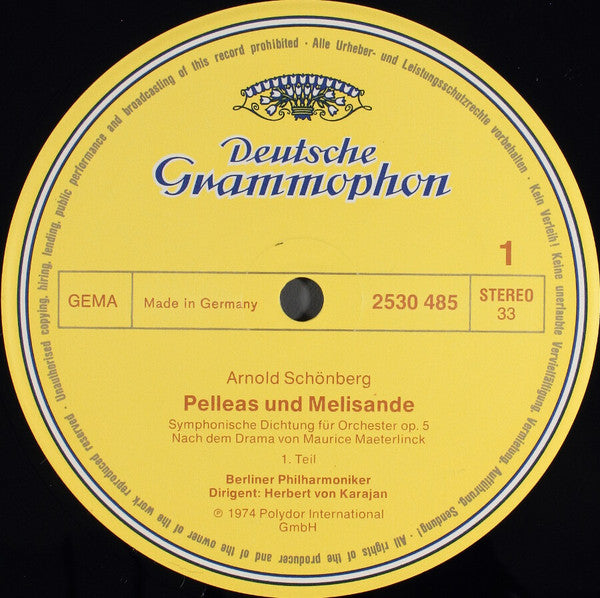 Deutsche
Grammophon
1
GEMA
Made in Germany
2530 485
STEREO
33
Arnold Schönberg
Pelleas und Melisande
Symphonische Dichtung für Orchester op. 5
Nach dem Drama von Maurice Maeterlinck
1. Teil
Berliner Philharmoniker
Dirigent: Herbert von Karajan
℗ 1974 Polydor International
GmbH
Alle Urheber- und Leistungsschutzrechte vorbehalten · Kein Verleih! Keine unerlaubte Vervielfältigung, Vermietung, Aufführung, Sendung! · All rights of the producer and of the owner of the work reproduced reserved · Unauthorised copying, hiring, lending, public performance and broadcasting of this record prohibited ·